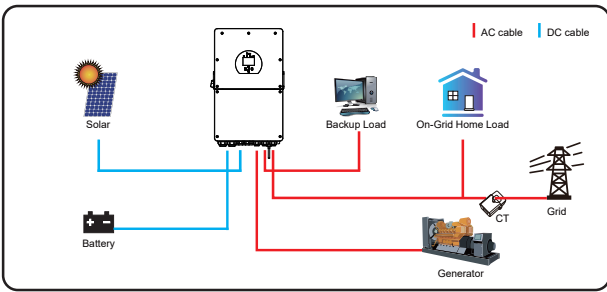 AC cable
DC cable
Solar
Backup Load
On-Grid Home Load
CT
Grid
Battery
Generator